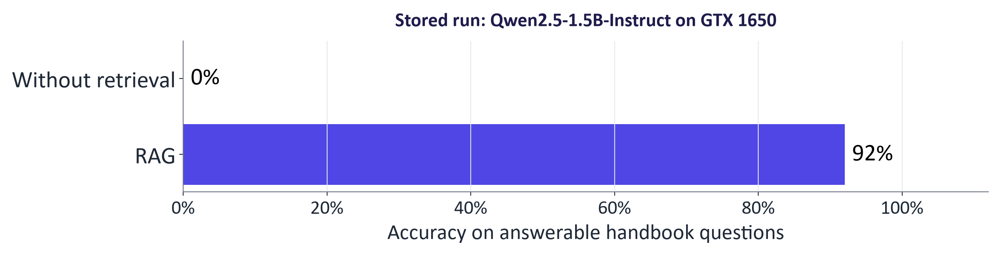 Stored run: Qwen2.5-1.5B-Instruct on GTX 1650
Without retrieval
0%
RAG
92%
0% 20% 40% 60% 80% 100%
Accuracy on answerable handbook questions